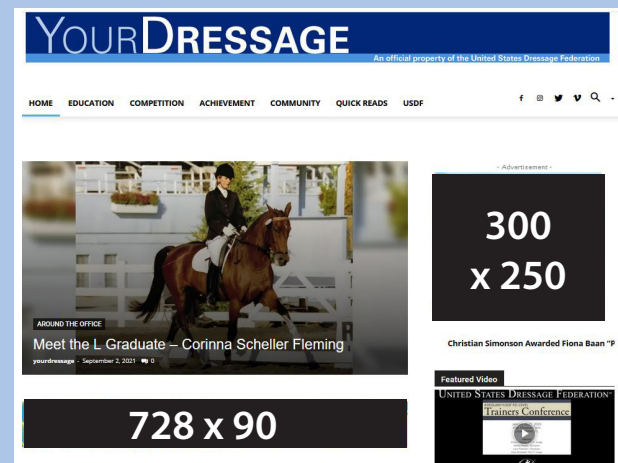 YOURDRESSAGE
An official property of the United States Dressage Federation
HOME EDUCATION COMPETITION ACHIEVEMENT COMMUNITY QUICK READS USDF
- Advertisement -
300
x 250
AROUND THE OFFICE
Meet the L Graduate – Corinna Scheller Fleming
yourdressage - September 2, 2021 0
Christian Simonson Awarded Fiona Baan "P
Featured Video
UNITED STATES DRESSAGE FEDERATION™
Trainers Conference
728 x 90